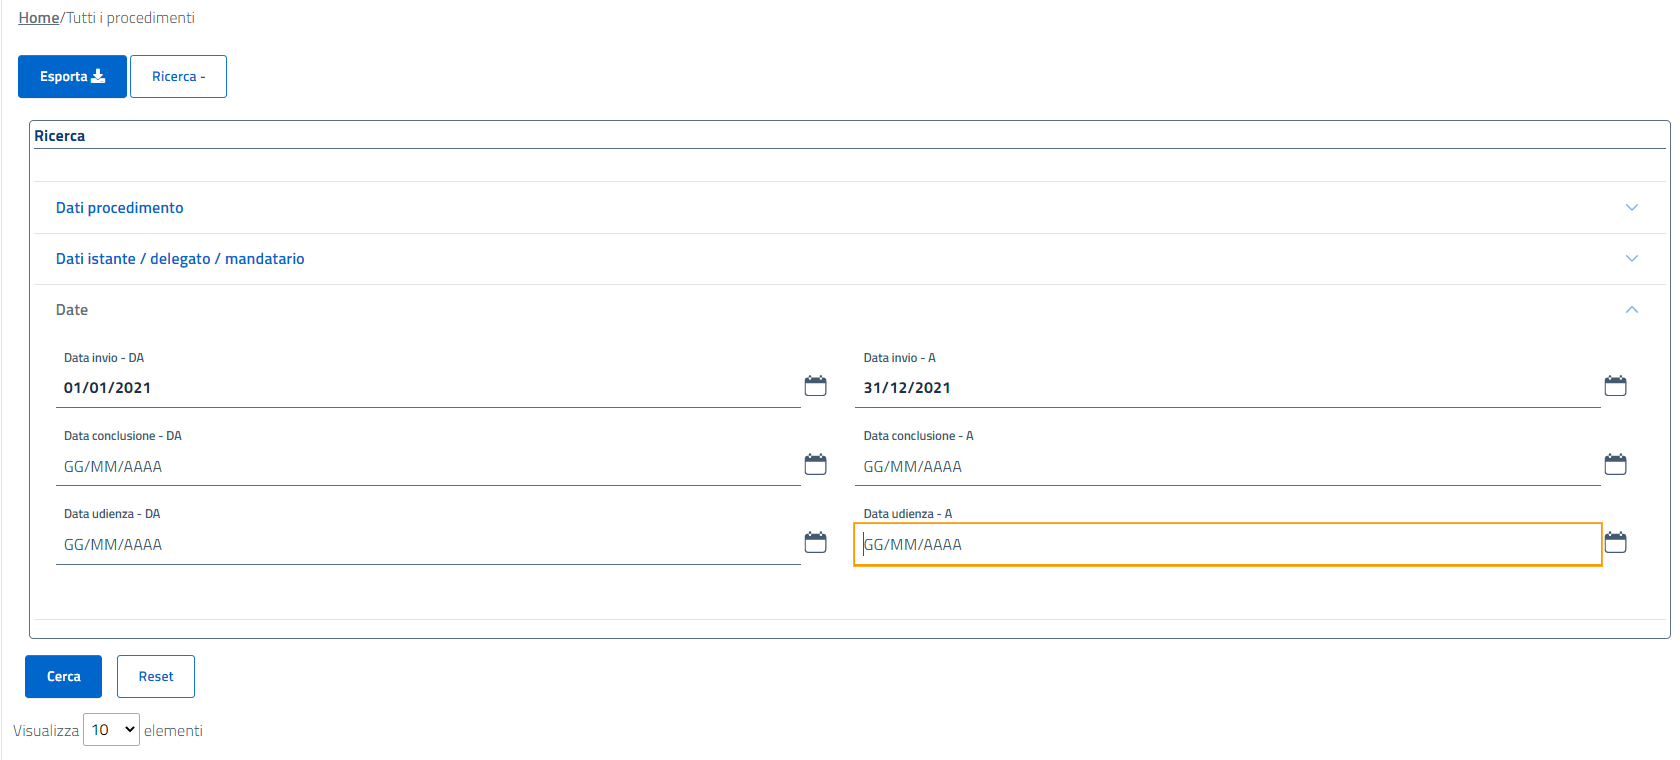 Home/Tutti i procedimenti
Esporta Ricerca -
Ricerca
Dati procedimento
Dati istante / delegato / mandatario
Date
Data invio - DA Data invio - A
01/01/2021 31/12/2021
Data conclusione - DA Data conclusione - A
GG/MM/AAAA GG/MM/AAAA
Data udienza - DA Data udienza - A
GG/MM/AAAA GG/MM/AAAA
Cerca Reset
Visualizza 10 elementi